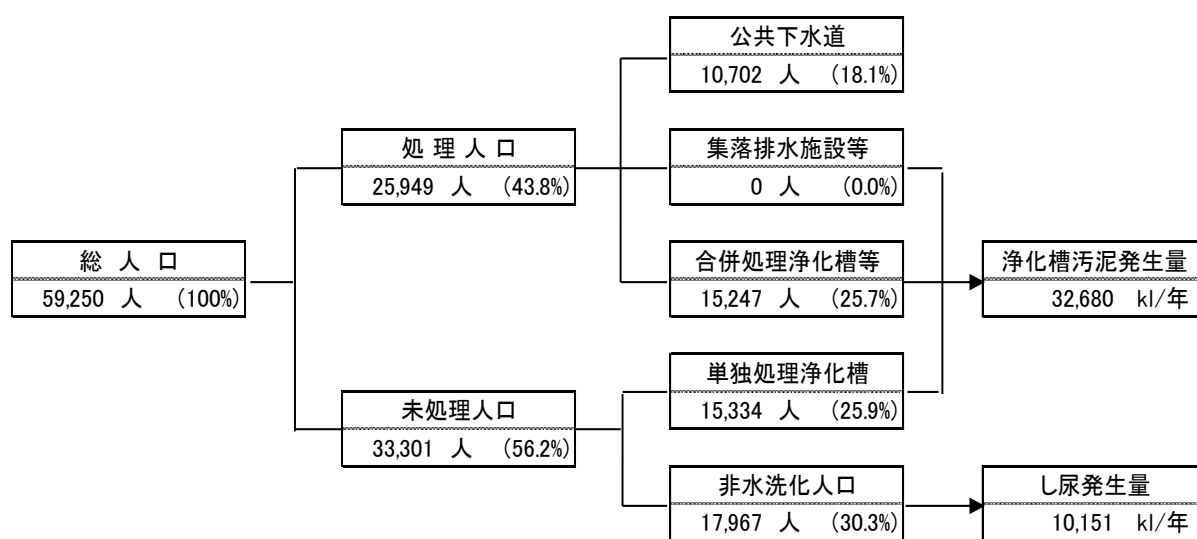 公共下水道
10,702 人 (18.1%)
処理人口
25,949 人 (43.8%)
集落排水施設等
0 人 (0.0%)
総人口
59,250 人 (100%)
合併処理浄化槽等
15,247 人 (25.7%)
浄化槽汚泥発生量
32,680 kl/年
単独処理浄化槽
15,334 人 (25.9%)
未処理人口
33,301 人 (56.2%)
非水洗化人口
17,967 人 (30.3%)
し尿発生量
10,151 kl/年